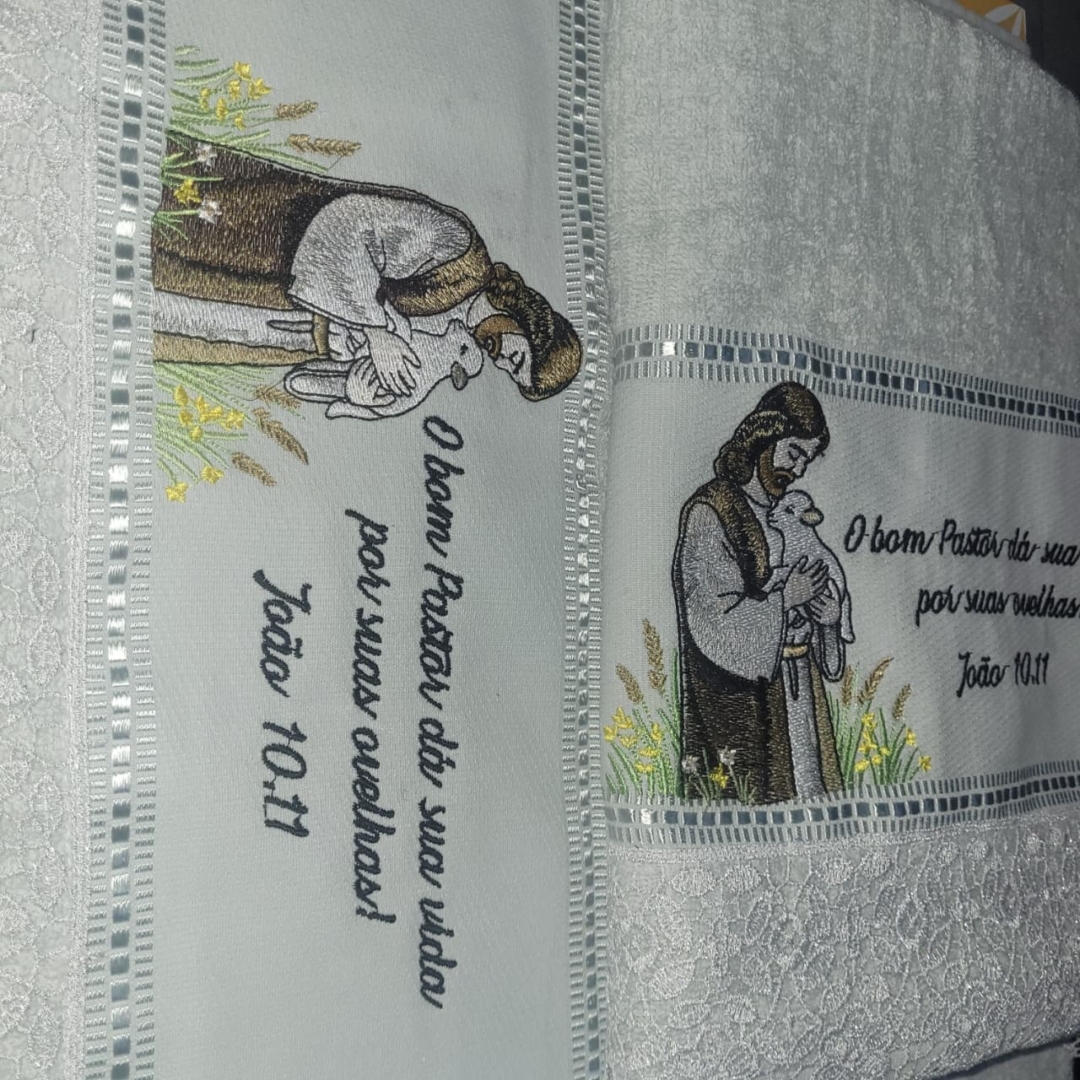 O bom Pastor dá sua vida
por suas ovelhas!
João 10.11
O bom Pastor dá sua
por suas ovelhas
João 10.11